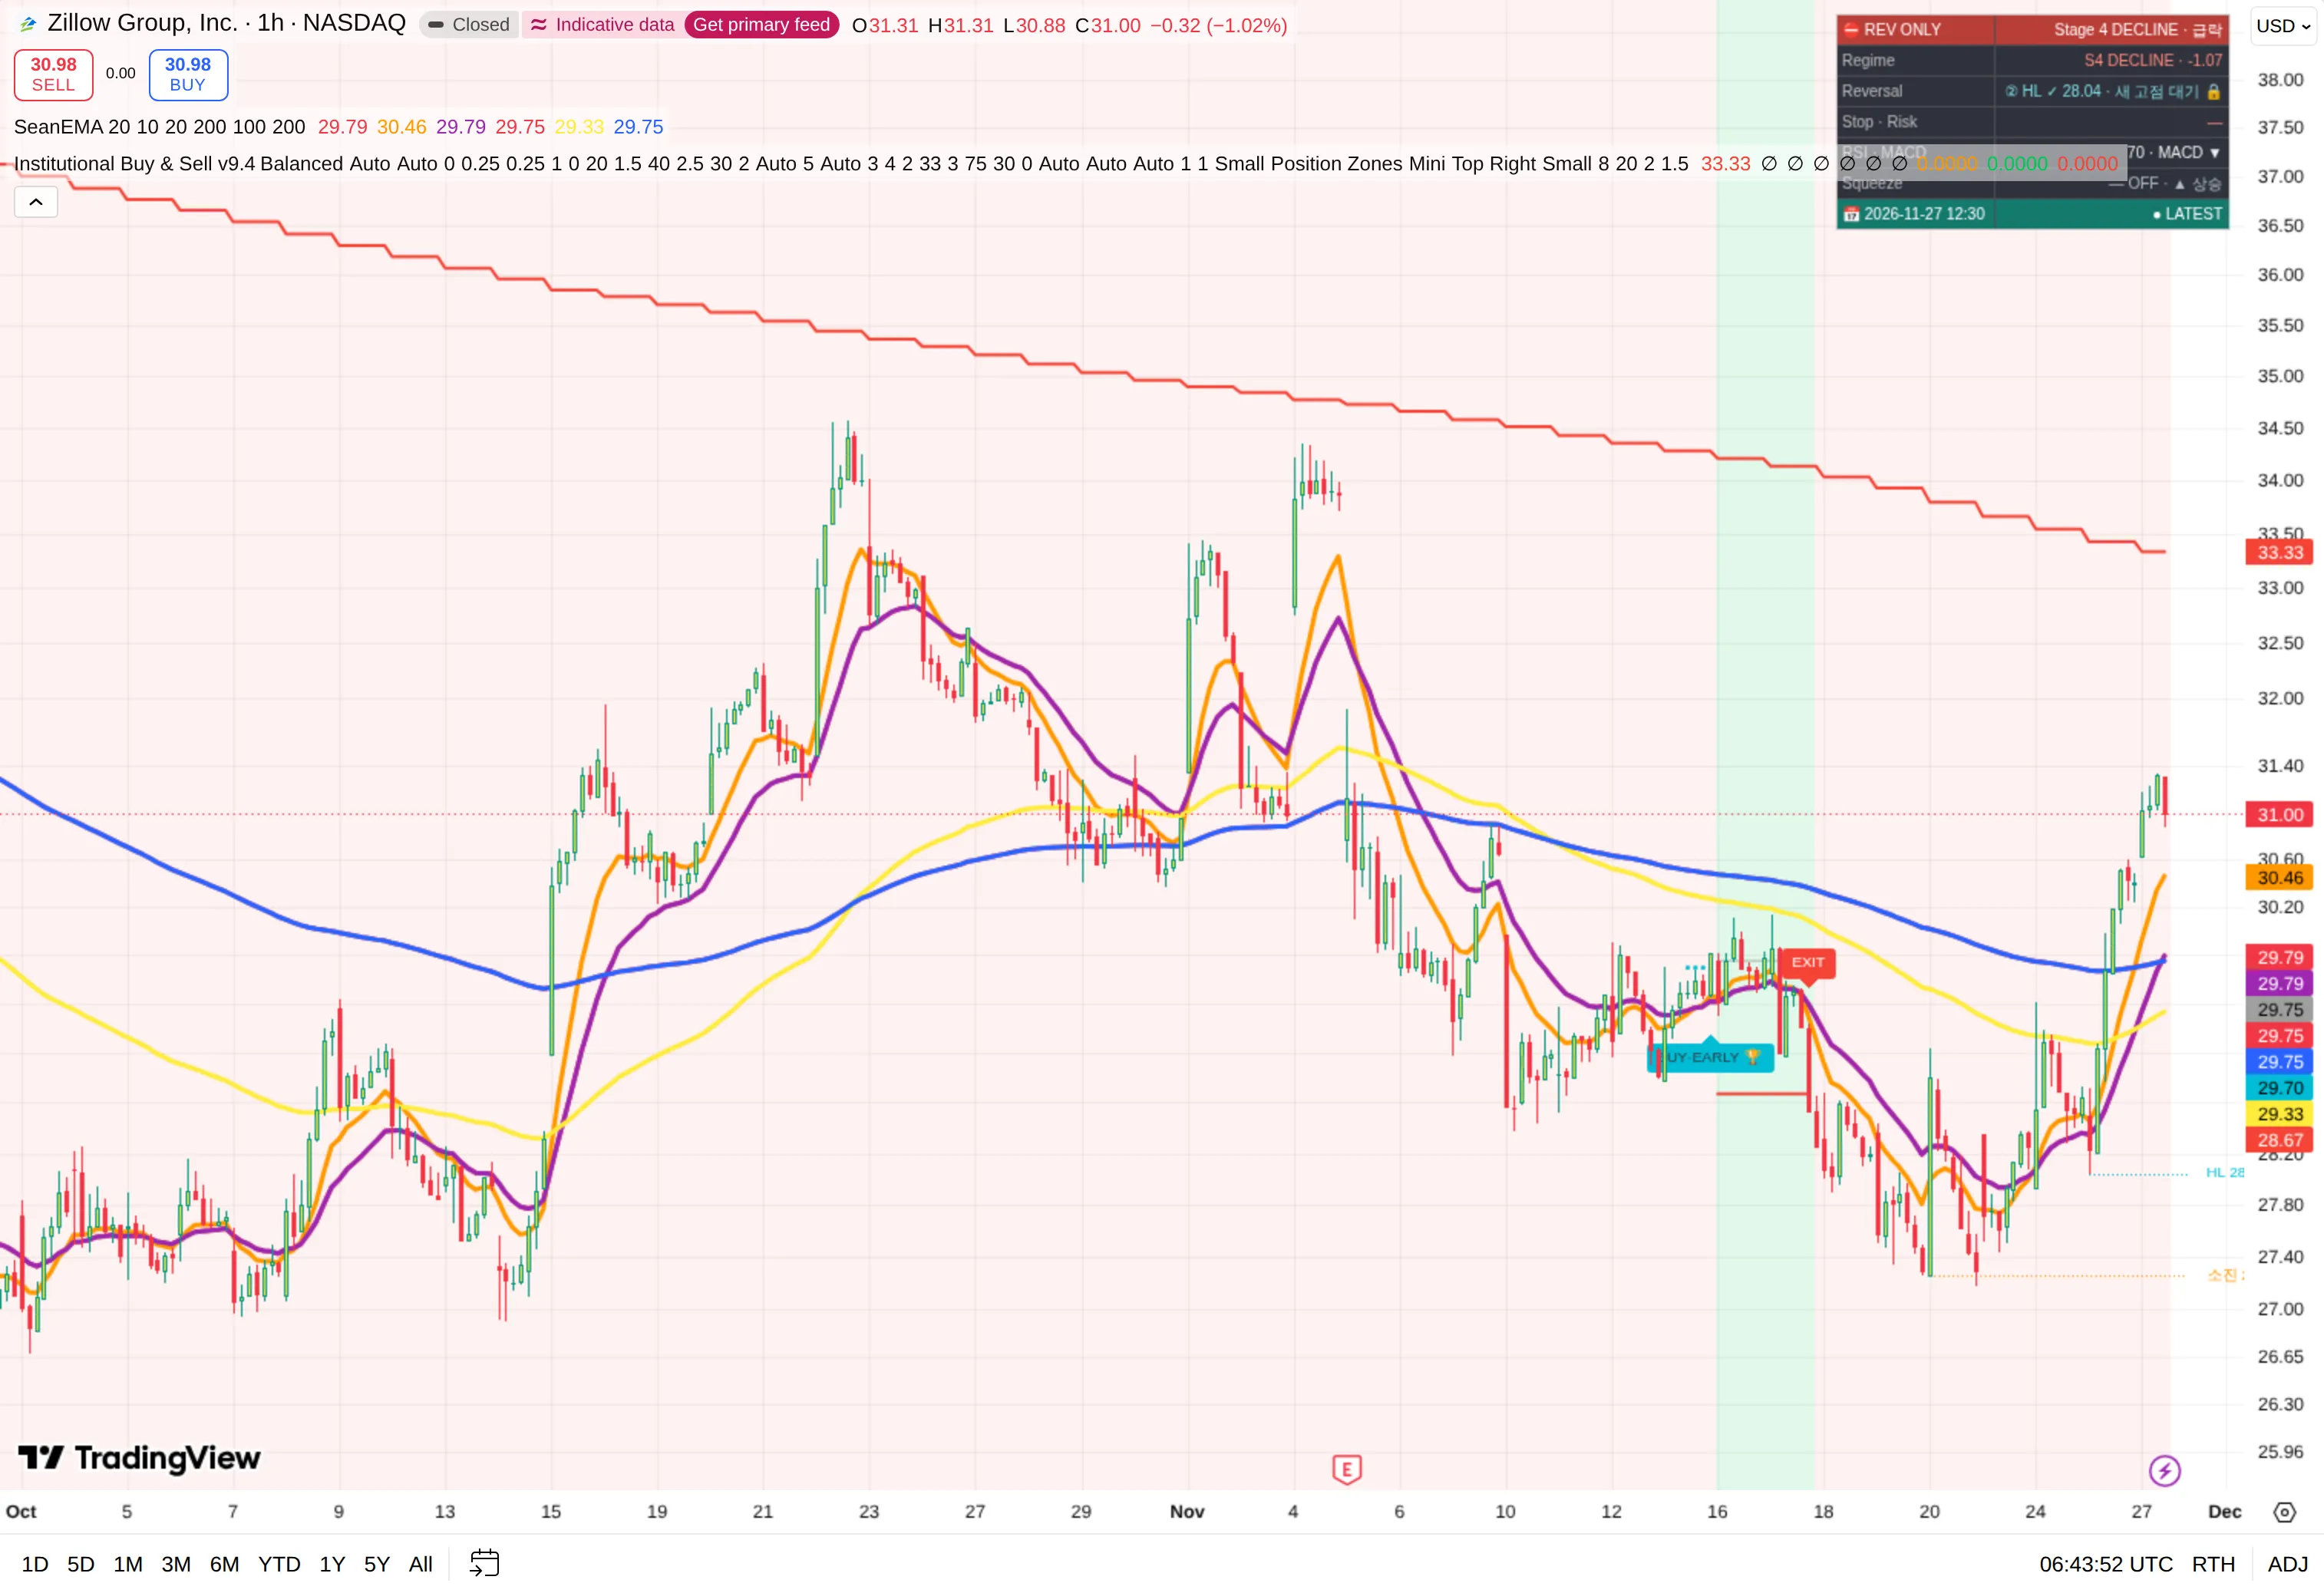 Zillow Group, Inc. · 1h · NASDAQ Closed Indicative data Get primary feed O31.31 H31.31 L30.88 C31.00 −0.32 (−1.02%)
30.98 SELL 0.00 30.98 BUY
SeanEMA 20 10 20 200 100 200 29.79 30.46 29.79 29.75 29.33 29.75
Institutional Buy & Sell v9.4 Balanced Auto Auto 0 0.25 0.25 1 0 20 1.5 40 2.5 30 2 Auto 5 Auto 3 4 2 33 3 75 30 0 Auto Auto Auto 1 1 Small Position Zones Mini Top Right Small 8 20 2 1.5 33.33 ∅ ∅ ∅ ∅ ∅ ∅ 0.0000 0.0000 0.0000
⛔ REV ONLY Stage 4 DECLINE · 급락
Regime S4 DECLINE · -1.07
Reversal ② HL ✓ 28.04 · 새 고점 대기 🔒
Stop · Risk —
RSI · MACD 70 · MACD ▼
Squeeze — OFF · ▲ 상승
📅 2026-11-27 12:30 ● LATEST
USD
38.00
37.50
37.00
36.50
36.00
35.50
35.00
34.50
34.00
33.50
33.33
33.00
32.50
32.00
31.40
31.00
30.60
30.46
30.20
29.79
29.79
29.75
29.75
29.75
29.70
29.33
28.67
28.20
27.80
27.40
27.00
26.65
26.30
25.96
EXIT
UY-EARLY 🏆
HL 28
소진
TradingView
E
Oct 5 7 9 13 15 19 21 23 27 29 Nov 4 6 10 12 16 18 20 24 27 Dec
1D 5D 1M 3M 6M YTD 1Y 5Y All 06:43:52 UTC RTH ADJ